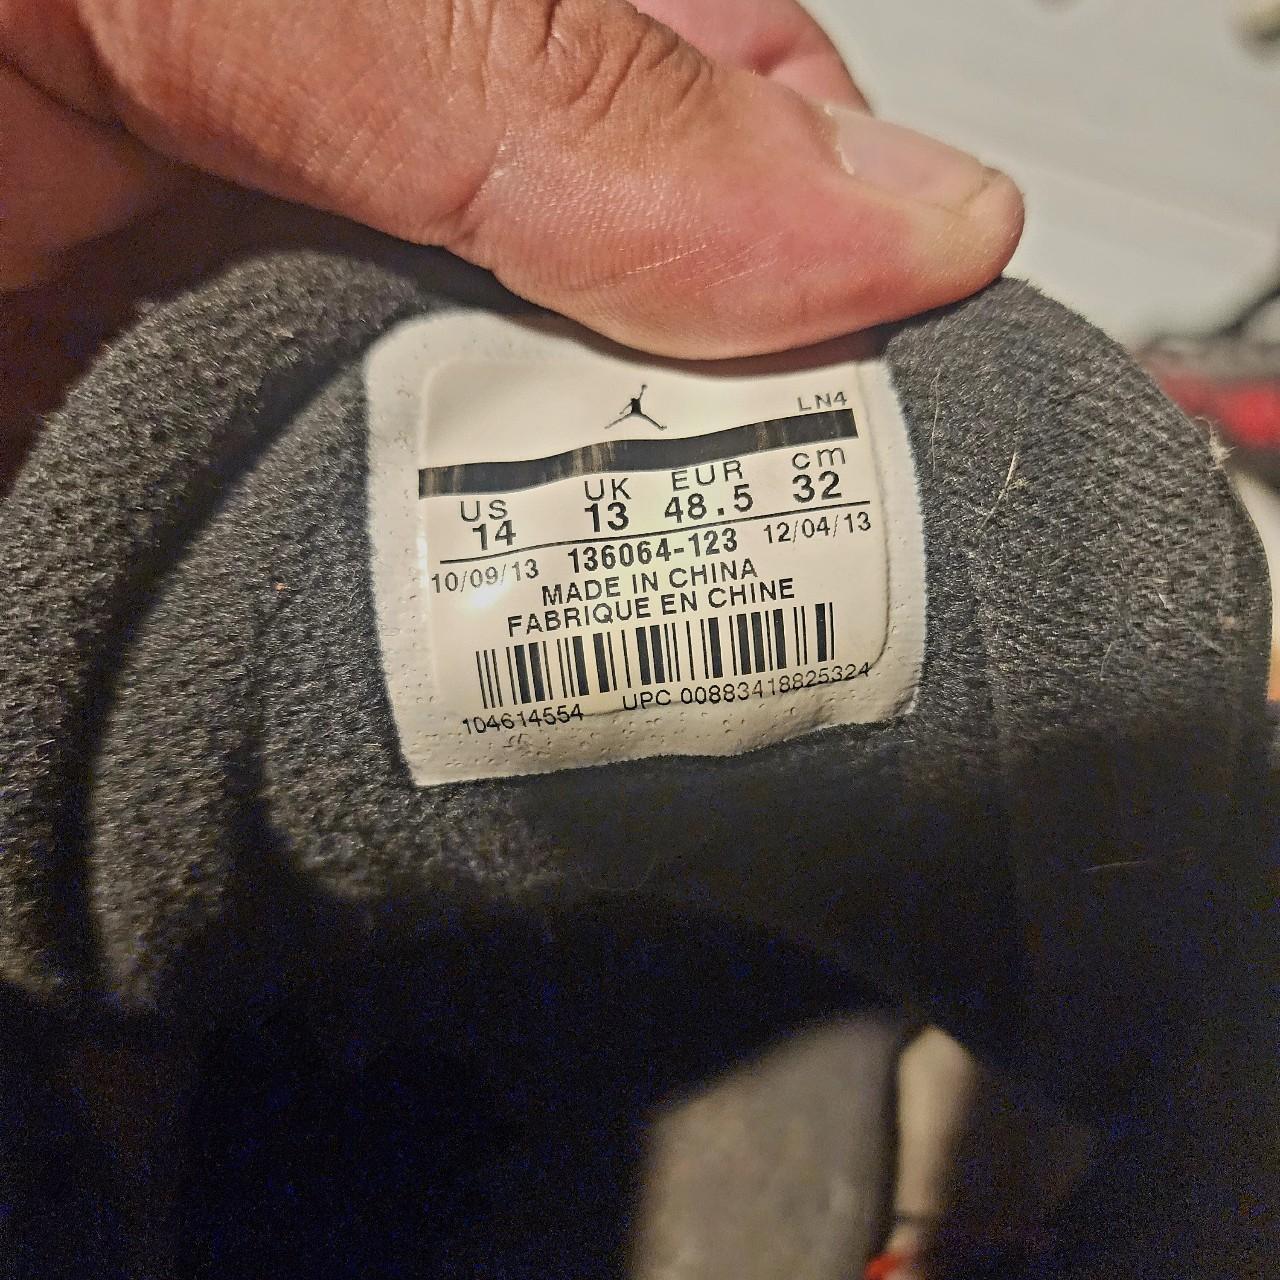 LN4
US UK EUR cm
14 13 48.5 32
10/09/13 136064-123 12/04/13
MADE IN CHINA
FABRIQUE EN CHINE
104614554 UPC 00883418825324